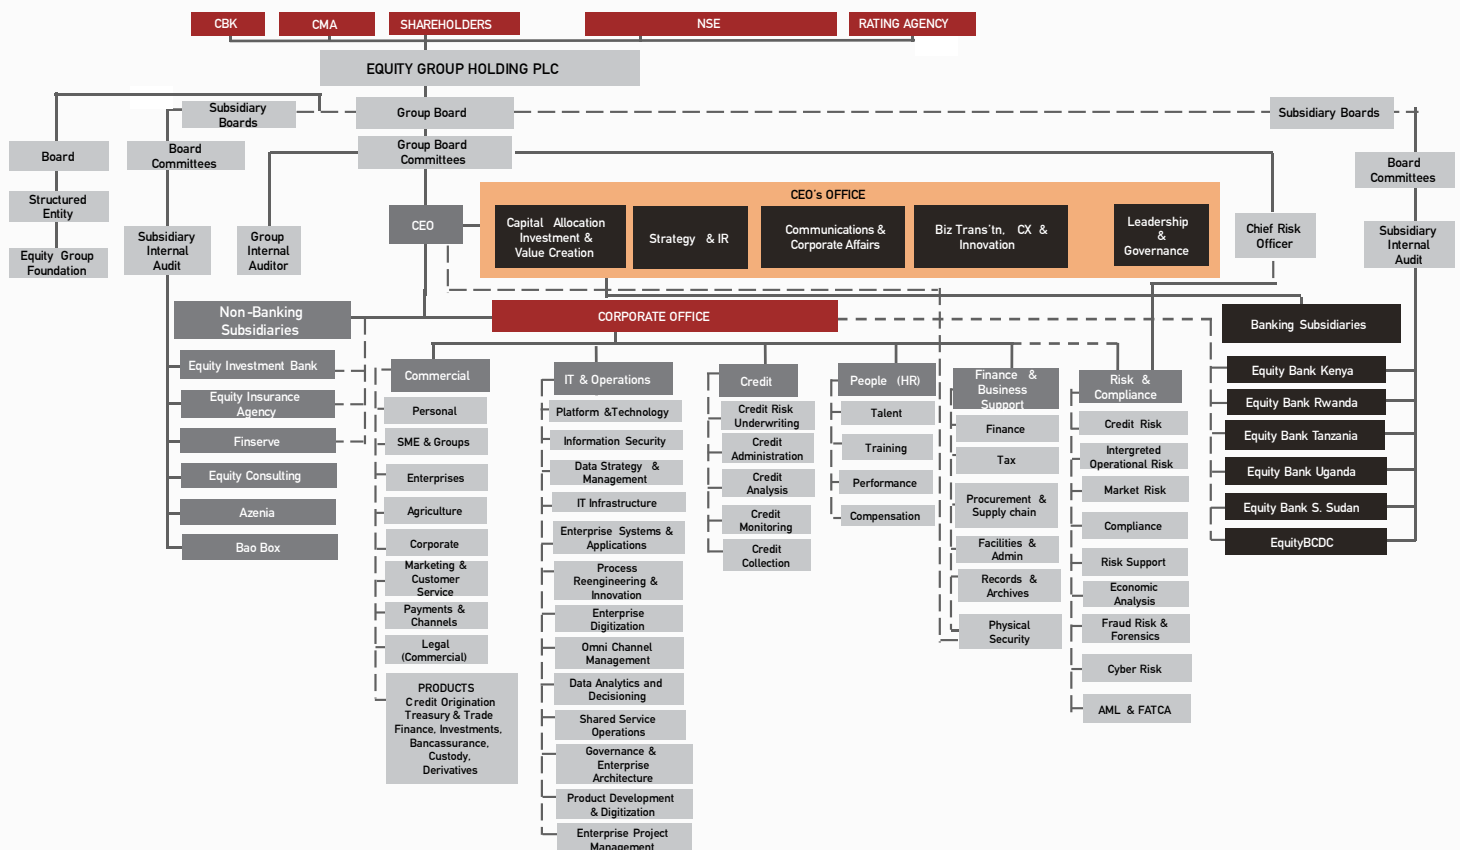 CBK
CMA
SHAREHOLDERS
NSE
RATING AGENCY
EQUITY GROUP HOLDING PLC
Subsidiary
Boards
Group Board
Subsidiary Boards
Board
Board
Committees
Group Board
Committees
Board
Committees
Structured
Entity
Equity Group
Foundation
Subsidiary
Internal
Audit
Group
Internal
Auditor
CEO
CEO's OFFICE
Capital Allocation
Investment &
Value Creation
Strategy & IR
Communications &
Corporate Affairs
Biz Trans'tn, CX &
Innovation
Leadership
&
Governance
Chief Risk
Officer
Subsidiary
Internal
Audit
Non-Banking
Subsidiaries
CORPORATE OFFICE
Banking Subsidiaries
Equity Investment Bank
Equity Insurance
Agency
Finserve
Equity Consulting
Azenia
Bao Box
Commercial
Personal
SME & Groups
Enterprises
Agriculture
Corporate
Marketing &
Customer
Service
Payments &
Channels
Legal
(Commercial)
PRODUCTS
Credit Origination
Treasury & Trade
Finance, Investments,
Bancassurance,
Custody,
Derivatives
IT & Operations
Platform &Technology
Information Security
Data Strategy &
Management
IT Infrastructure
Enterprise Systems &
Applications
Process
Reengineering &
Innovation
Enterprise
Digitization
Omni Channel
Management
Data Analytics and
Decisioning
Shared Service
Operations
Governance &
Enterprise
Architecture
Product Development
& Digitization
Enterprise Project
Management
Credit
Credit Risk
Underwriting
Credit
Administration
Credit
Analysis
Credit
Monitoring
Credit
Collection
People (HR)
Talent
Training
Performance
Compensation
Finance &
Business
Support
Finance
Tax
Procurement &
Supply chain
Facilities &
Admin
Records &
Archives
Physical
Security
Risk &
Compliance
Credit Risk
Intergreted
Operational Risk
Market Risk
Compliance
Risk Support
Economic
Analysis
Fraud Risk &
Forensics
Cyber Risk
AML & FATCA
Equity Bank Kenya
Equity Bank Rwanda
Equity Bank Tanzania
Equity Bank Uganda
Equity Bank S. Sudan
EquityBCDC